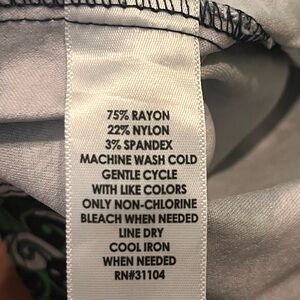 75% RAYON
22% NYLON
3% SPANDEX
MACHINE WASH COLD
GENTLE CYCLE
WITH LIKE COLORS
ONLY NON-CHLORINE
BLEACH WHEN NEEDED
LINE DRY
COOL IRON
WHEN NEEDED
RN#31104